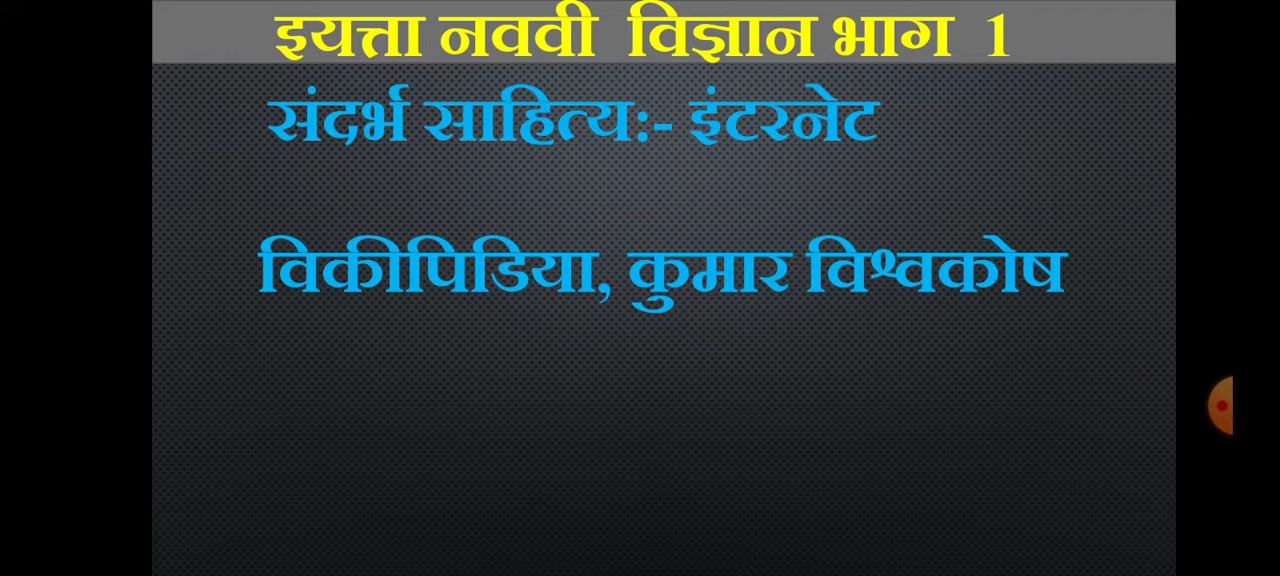 इयत्ता नववी विज्ञान भाग 1
संदर्भ साहित्य:- इंटरनेट
विकीपिडिया, कुमार विश्वकोष